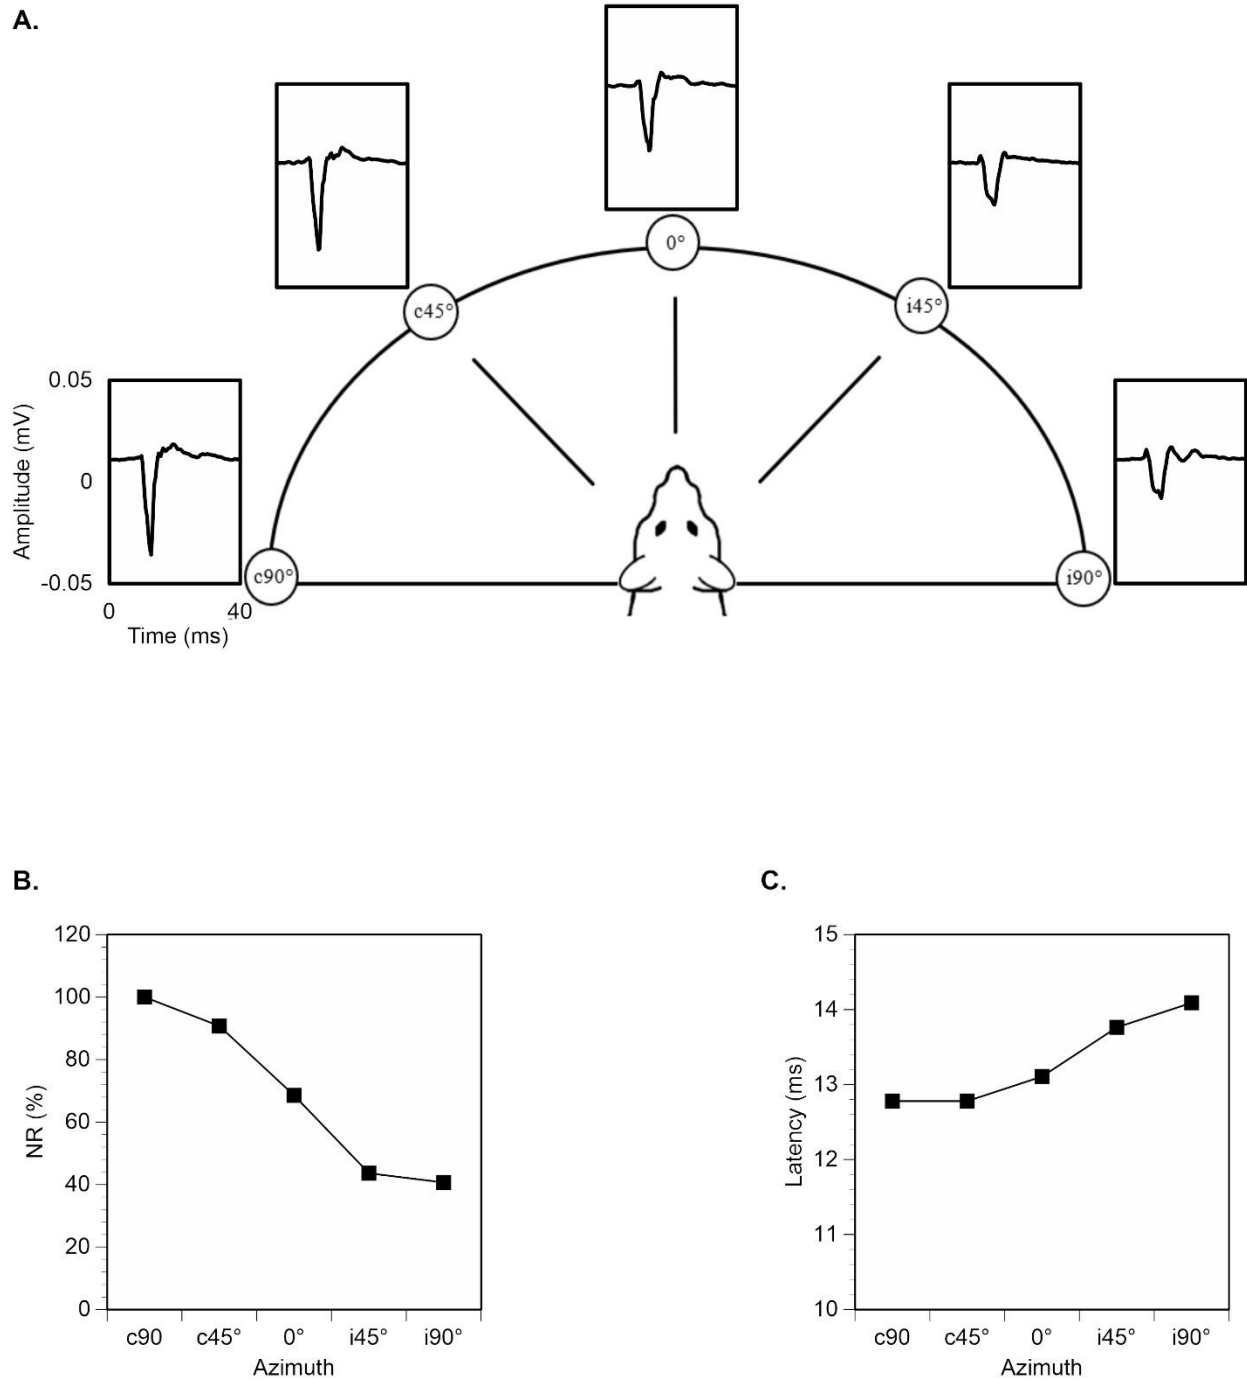 A.
0°
c45°
i45°
0.05
Amplitude (mV)
0
-0.05
c90°
i90°
0
40
Time (ms)
B.
120
100
80
60
40
20
0
NR (%)
c90
c45°
0°
i45°
i90°
Azimuth
C.
15
14
13
12
11
10
Latency (ms)
c90
c45°
0°
i45°
i90°
Azimuth